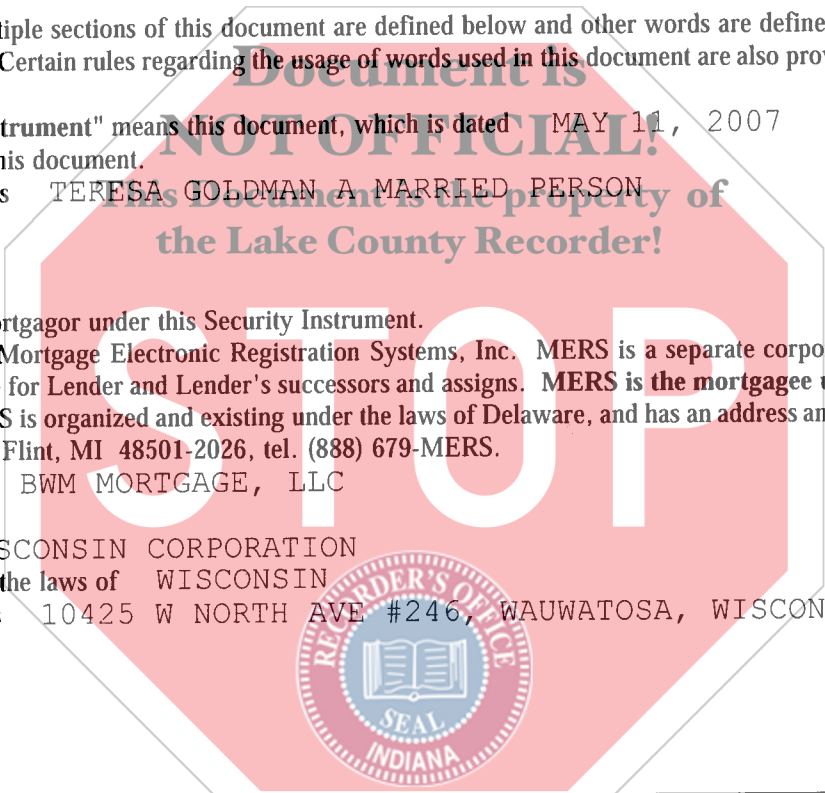 tiple sections of this document are defined below and other words are define
Certain rules regarding the usage of words used in this document are also prov
Document is
trument" means this document, which is dated MAY 11, 2007
NOT OFFICIAL!
his document.
s TERESA GOLDMAN A MARRIED PERSON
This Document is the property of
the Lake County Recorder!
ortgagor under this Security Instrument.
Mortgage Electronic Registration Systems, Inc. MERS is a separate corpo
for Lender and Lender's successors and assigns. MERS is the mortgagee u
S is organized and existing under the laws of Delaware, and has an address an
Flint, MI 48501-2026, tel. (888) 679-MERS.
STOP
BWM MORTGAGE, LLC
SCONSIN CORPORATION
the laws of WISCONSIN
10425 W NORTH AVE #246, WAUWATOSA, WISCON
RECORDER'S OFFICE
SEAL
INDIANA